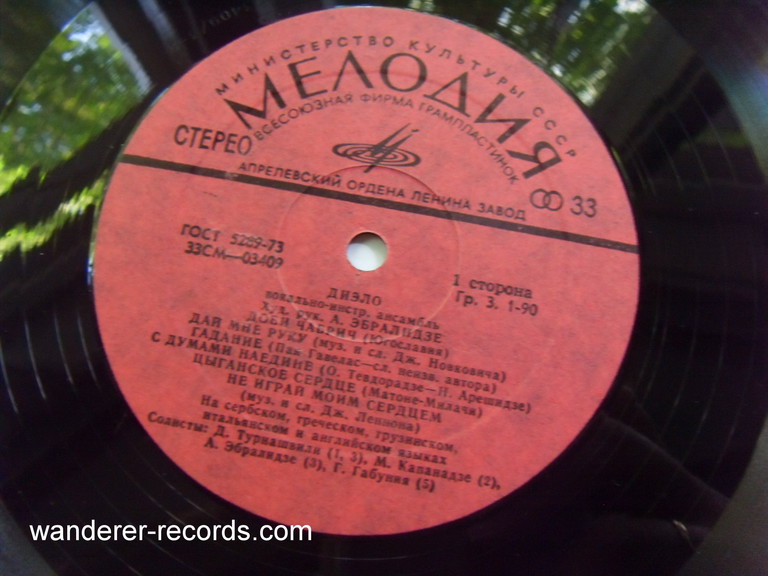 МИНИСТЕРСТВО КУЛЬТУРЫ СССР
МЕЛОДИЯ
ВСЕСОЮЗНАЯ ФИРМА ГРАМПЛАСТИНОК
СТЕРЕО
АПРЕЛЕВСКИЙ ОРДЕНА ЛЕНИНА ЗАВОД
33
ГОСТ 5289-73
33СМ—03409
1 сторона
Гр. 3. 1-90
ДИЭЛО
вокально-инстр. ансамбль
худ. рук. А. ЭБРАЛИДЗЕ
ДОБИ ЧАБРИЧ (Югославия)
ДАЙ МНЕ РУКУ (муз. и сл. Дж. Новковича)
ГАДАНИЕ (Пан Гавелас—сл. неизв. автора)
С ДУМАМИ НАЕДИНЕ (О. Тевдорадзе—П. Арешидзе)
ЦЫГАНСКОЕ СЕРДЦЕ (Матоне-Милачи)
НЕ ИГРАЙ МОИМ СЕРДЦЕМ
(муз. и сл. Дж. Леннона)
На сербском, греческом, грузинском,
итальянском и английском языках
Солисты: Д. Турнашвили (1, 3), М. Капанадзе (2),
А. Эбралидзе (3), Г. Габуния (5)
wanderer-records.com